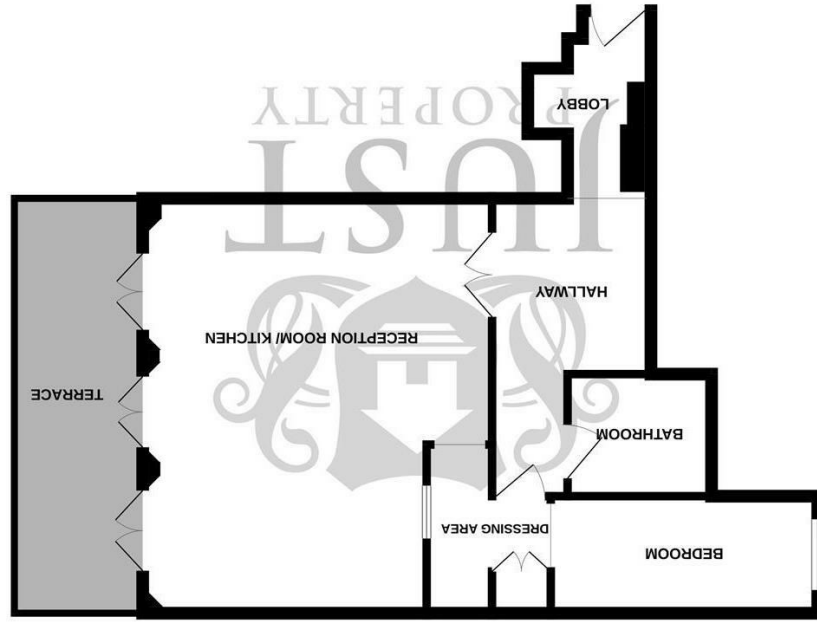 BEDROOM
DRESSING AREA
BATHROOM
TERRACE
RECEPTION ROOM/ KITCHEN
HALLWAY
JUST
PROPERTY
LOBBY